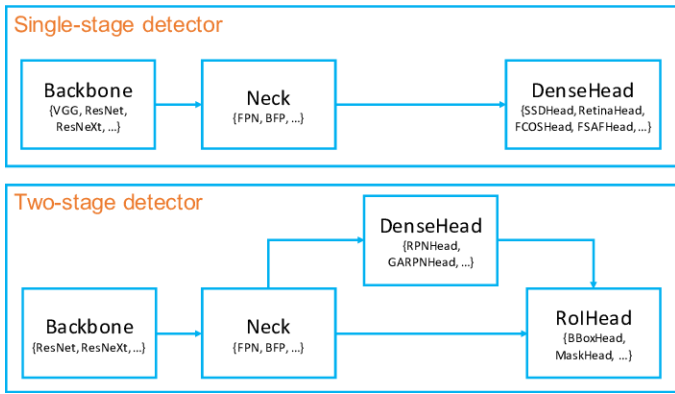 Single-stage detector
Backbone
{VGG, ResNet,
ResNeXt, ...}
Neck
{FPN, BFP, ...}
DenseHead
{SSDHead, RetinaHead,
FCOSHead, FSAFHead, ...}
Two-stage detector
DenseHead
{RPNHead,
GARPNHead, ...}
Backbone
{ResNet, ResNeXt, ...}
Neck
{FPN, BFP, ...}
RoIHead
{BBoxHead,
MaskHead, ...}